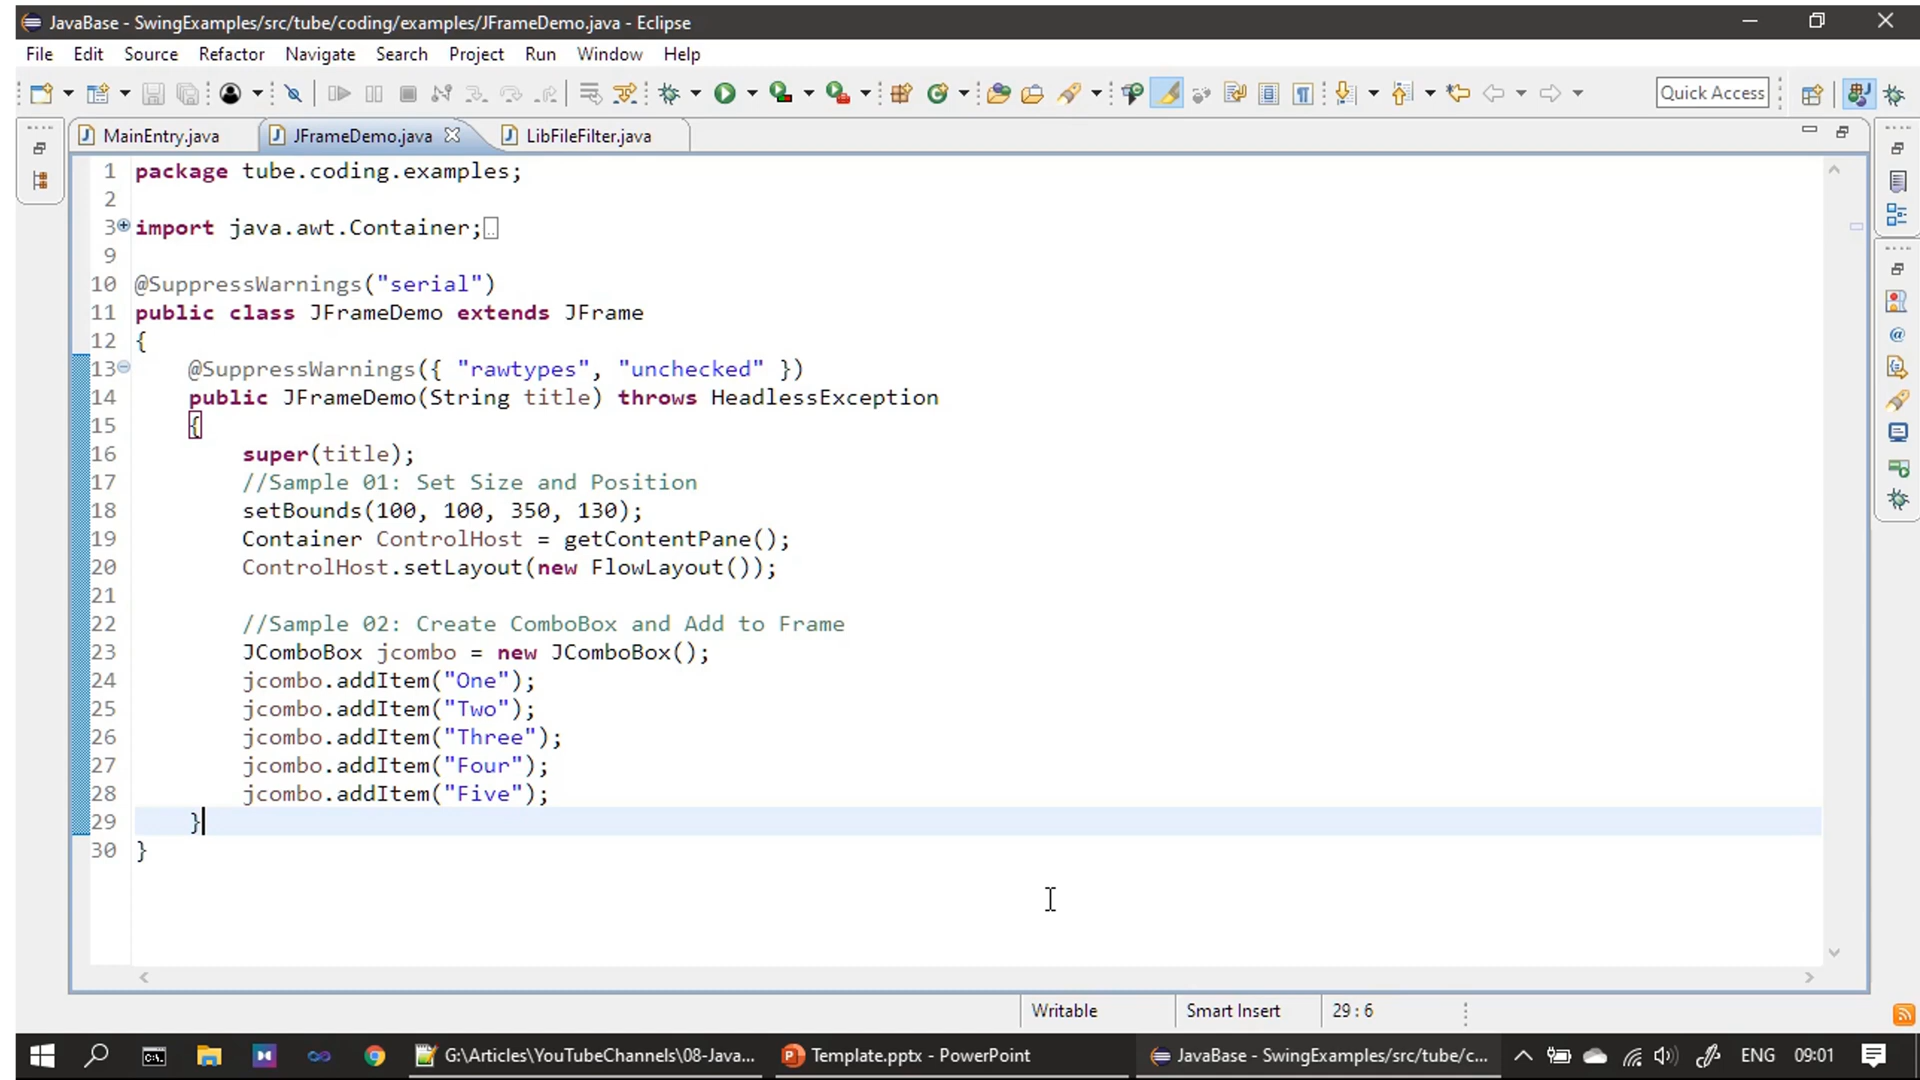 JavaBase - SwingExamples/src/tube/coding/examples/JFrameDemo.java - Eclipse
File Edit Source Refactor Navigate Search Project Run Window Help
Quick Access
MainEntry.java JFrameDemo.java LibFileFilter.java
1 package tube.coding.examples;
2
3 import java.awt.Container;
9
10 @SuppressWarnings("serial")
11 public class JFrameDemo extends JFrame
12 {
13 @SuppressWarnings({ "rawtypes", "unchecked" })
14 public JFrameDemo(String title) throws HeadlessException
15 {
16 super(title);
17 //Sample 01: Set Size and Position
18 setBounds(100, 100, 350, 130);
19 Container ControlHost = getContentPane();
20 ControlHost.setLayout(new FlowLayout());
21
22 //Sample 02: Create ComboBox and Add to Frame
23 JComboBox jcombo = new JComboBox();
24 jcombo.addItem("One");
25 jcombo.addItem("Two");
26 jcombo.addItem("Three");
27 jcombo.addItem("Four");
28 jcombo.addItem("Five");
29 }
30 }
Writable Smart Insert 29 : 6
G:\Articles\YouTubeChannels\08-Java... Template.pptx - PowerPoint JavaBase - SwingExamples/src/tube/c... ENG 09:01